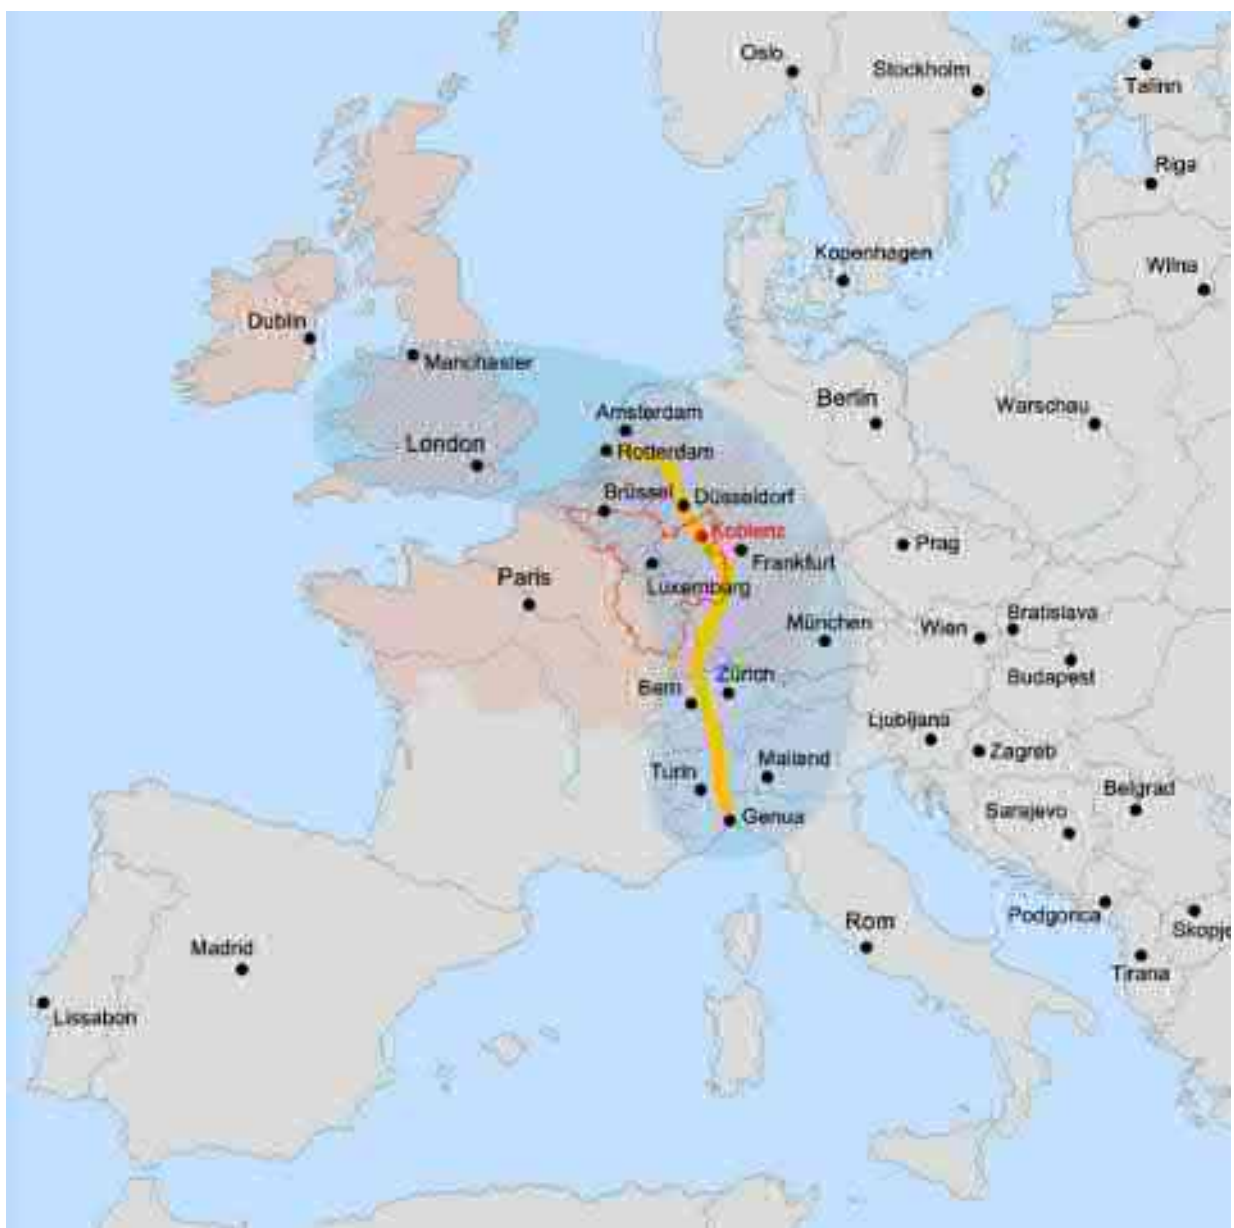 Oslo
Stockholm
Talinn
Riga
Kopenhagen
Wilna
Dublin
Manchaster
Amsterdam
Berlin
Warschau
London
Rotterdam
Brüssel
Düsseldorf
Koblenz
Prag
Frankfurt
Paris
Luxemburg
München
Wien
Bratislava
Budapest
Zürich
Bern
Ljubljana
Zagreb
Turin
Mailand
Belgrad
Sarajevo
Genua
Podgorica
Rom
Skopje
Madrid
Tirana
Lissabon